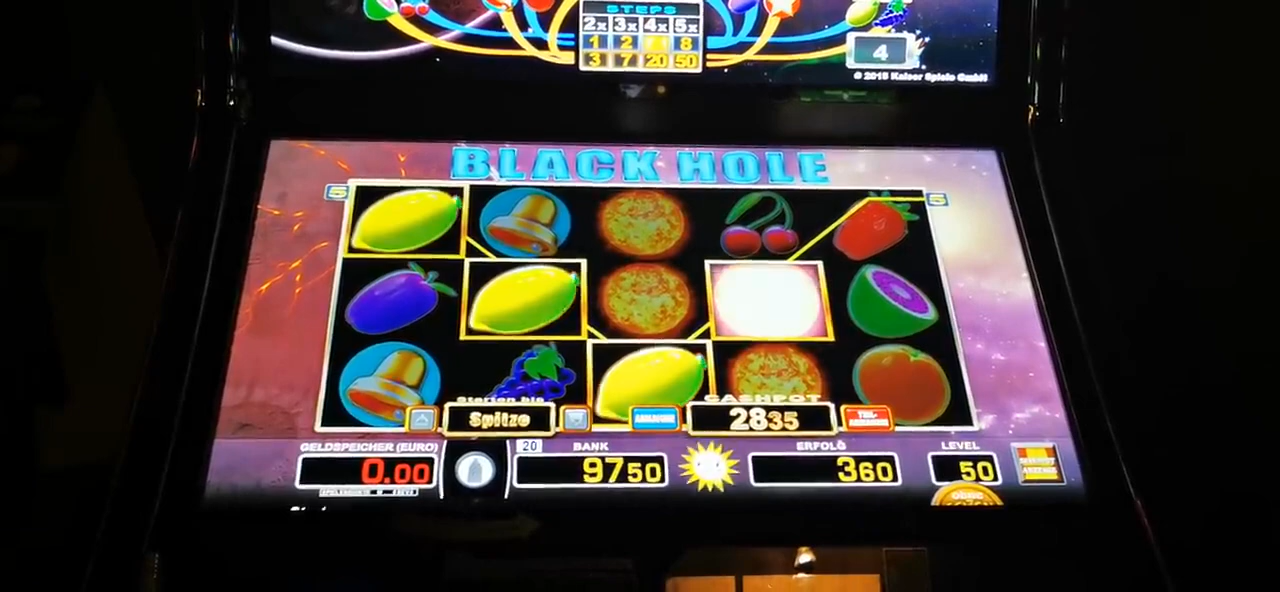 STEPS
2x 3x 4x 5x
1 2 8
3 7 20 50
4
© 2015 Kaiser Spiele GmbH
BLACK HOLE
5 5
Spitze
CASHPOT
2835
GELDSPEICHER (EURO)
20
BANK
ERFOLG
LEVEL
0.00
9750
360
50